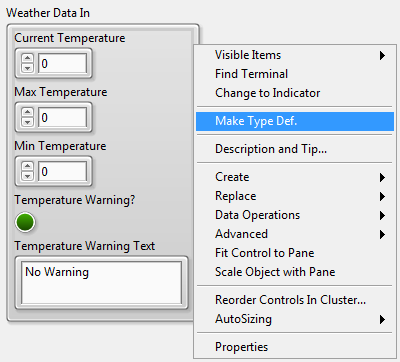 Weather Data In
Current Temperature
0
Max Temperature
0
Min Temperature
0
Temperature Warning?
Temperature Warning Text
No Warning
Visible Items
Find Terminal
Change to Indicator
Make Type Def.
Description and Tip...
Create
Replace
Data Operations
Advanced
Fit Control to Pane
Scale Object with Pane
Reorder Controls In Cluster...
AutoSizing
Properties